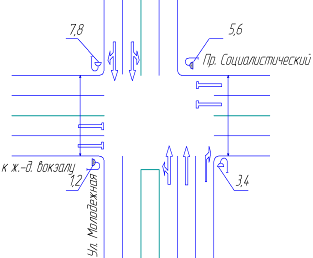 7,8
5,6
Пр. Социалистический
к ж.-д. вокзалу
1,2
3,4
Ул. Молодежная